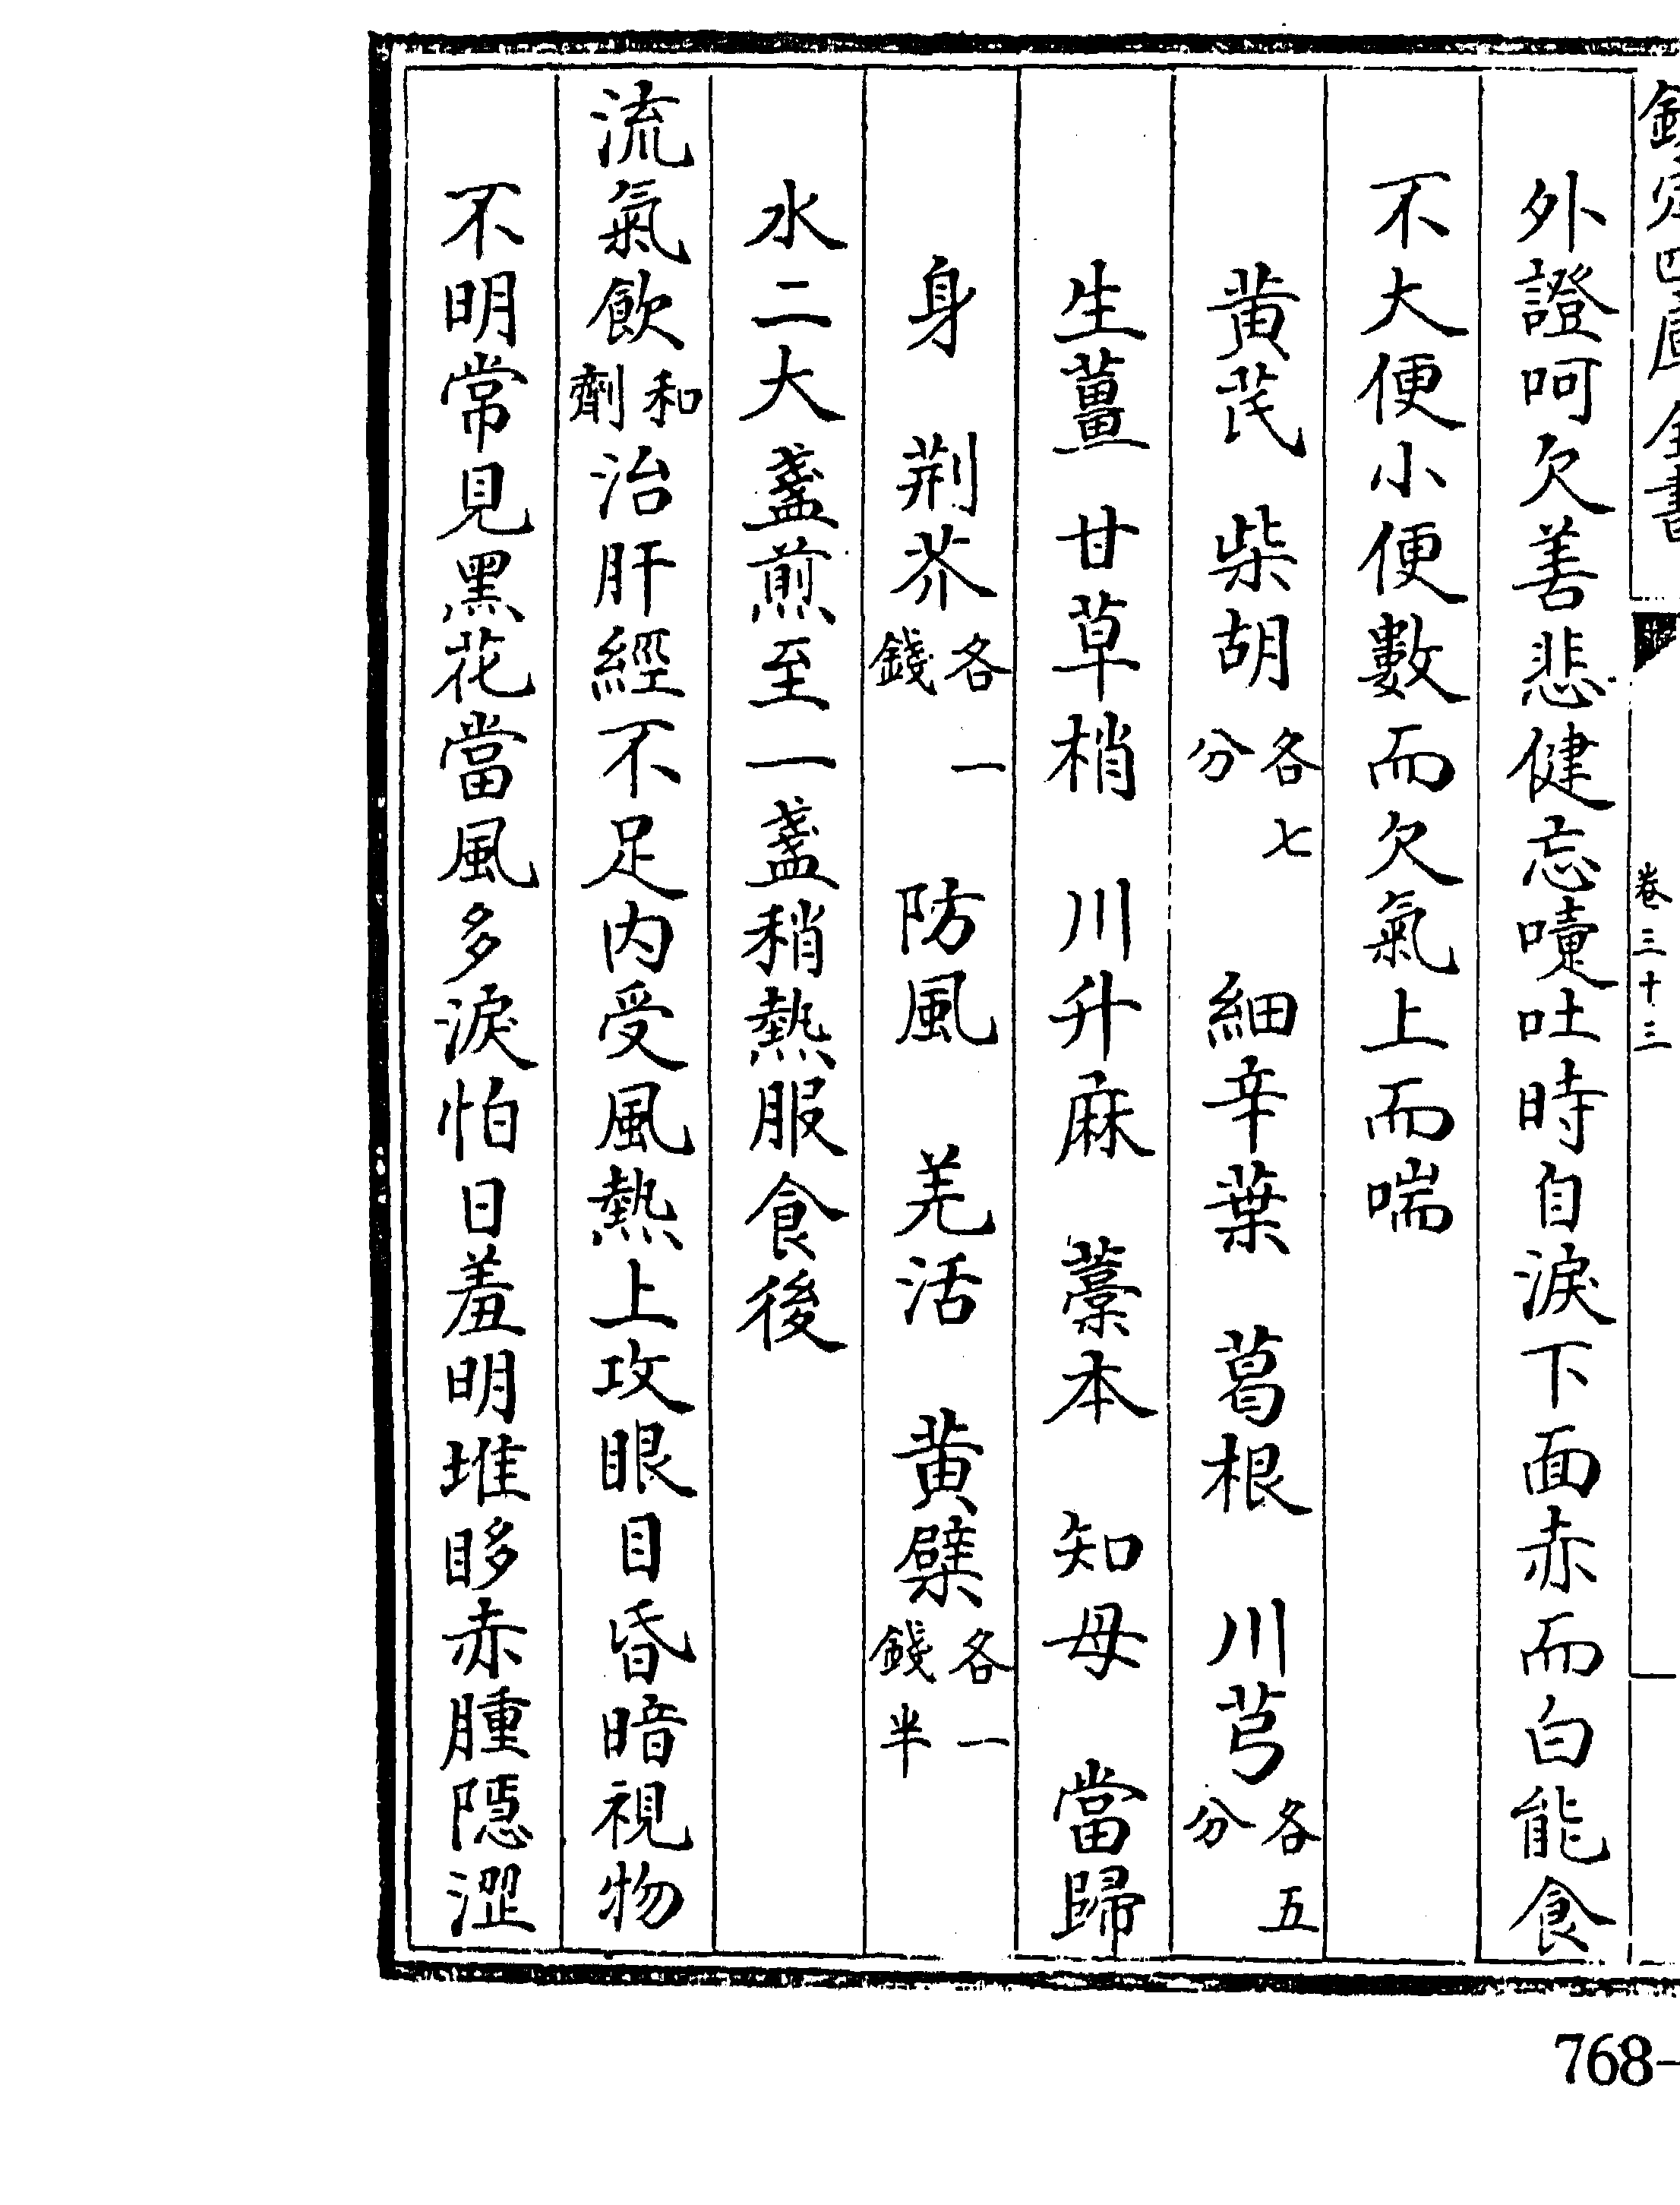 欽定四庫全書
卷三十三
外證呵欠善悲健忘嚏吐時自淚下面赤而白能食
不大便小便數而欠氣上而喘
黃芪 柴胡各七分 細辛葉 葛根 川芎各五分
生薑 甘草梢 川升麻 藁本 知母 當歸
身 荆芥各一錢 防風 羌活 黃檗各一錢半
水二大盞煎至一盞稍熱服食後
流氣飲和劑治肝經不足内受風熱上攻眼目昏暗視物
不明常見黑花當風多淚怕日羞明堆眵赤腫隱澀
768-